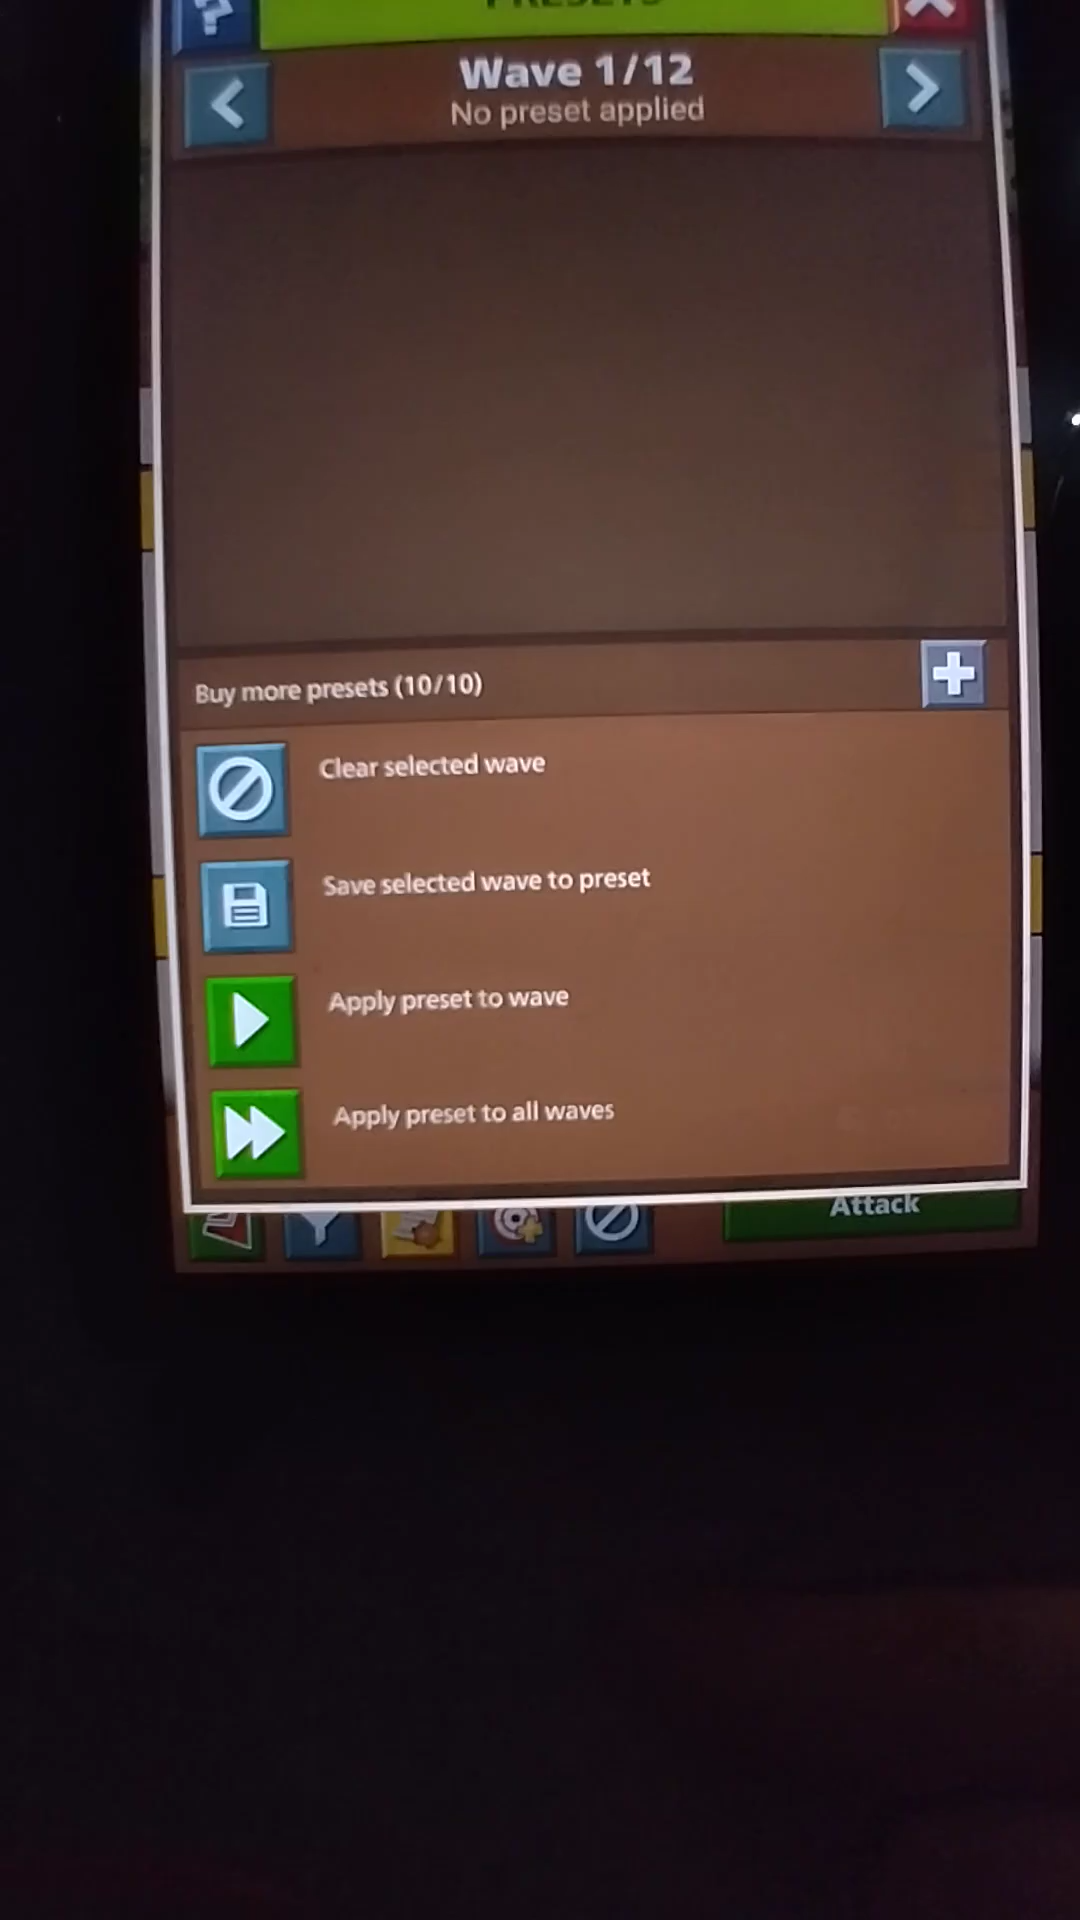 PRESETS
Wave 1/12
No preset applied
Buy more presets (10/10)
Clear selected wave
Save selected wave to preset
Apply preset to wave
Apply preset to all waves
Attack